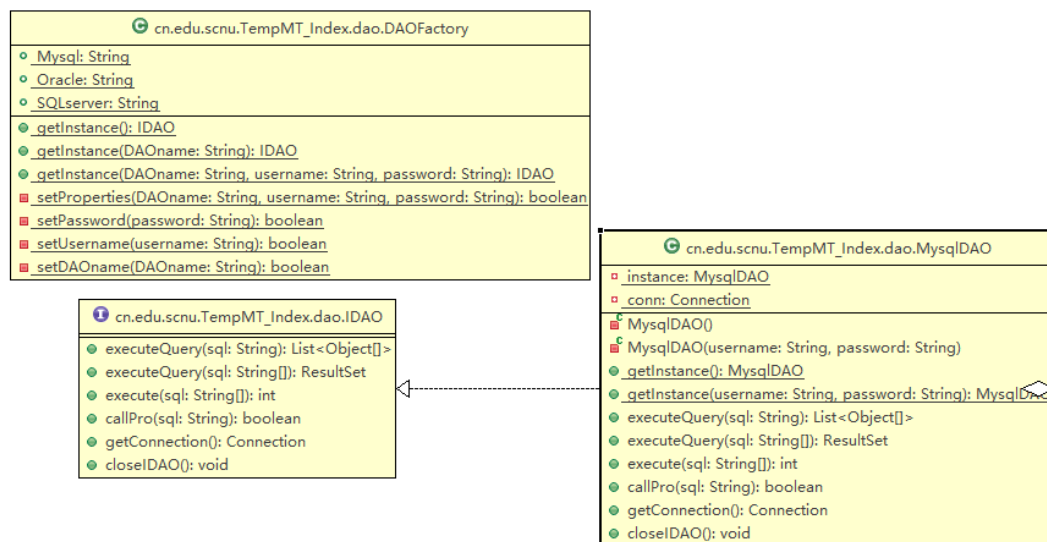 cn.edu.scnu.TempMT_Index.dao.DAOFactory
Mysql: String
Oracle: String
SQLserver: String
getInstance(): IDAO
getInstance(DAOname: String): IDAO
getInstance(DAOname: String, username: String, password: String): IDAO
setProperties(DAOname: String, username: String, password: String): boolean
setPassword(password: String): boolean
setUsername(username: String): boolean
setDAOname(DAOname: String): boolean
cn.edu.scnu.TempMT_Index.dao.IDAO
executeQuery(sql: String): List<Object[]>
executeQuery(sql: String[]): ResultSet
execute(sql: String[]): int
callPro(sql: String): boolean
getConnection(): Connection
closeIDAO(): void
cn.edu.scnu.TempMT_Index.dao.MysqlDAO
instance: MysqlDAO
conn: Connection
MysqlDAO()
MysqlDAO(username: String, password: String)
getInstance(): MysqlDAO
getInstance(username: String, password: String): MysqlDAO
executeQuery(sql: String): List<Object[]>
executeQuery(sql: String[]): ResultSet
execute(sql: String[]): int
callPro(sql: String): boolean
getConnection(): Connection
closeIDAO(): void